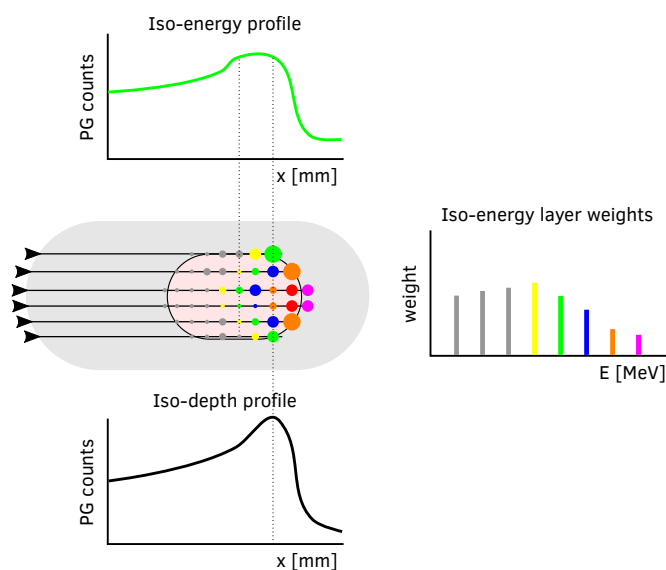 Iso-energy profile
PG counts
x [mm]
Iso-energy layer weights
weight
E [MeV]
Iso-depth profile
PG counts
x [mm]